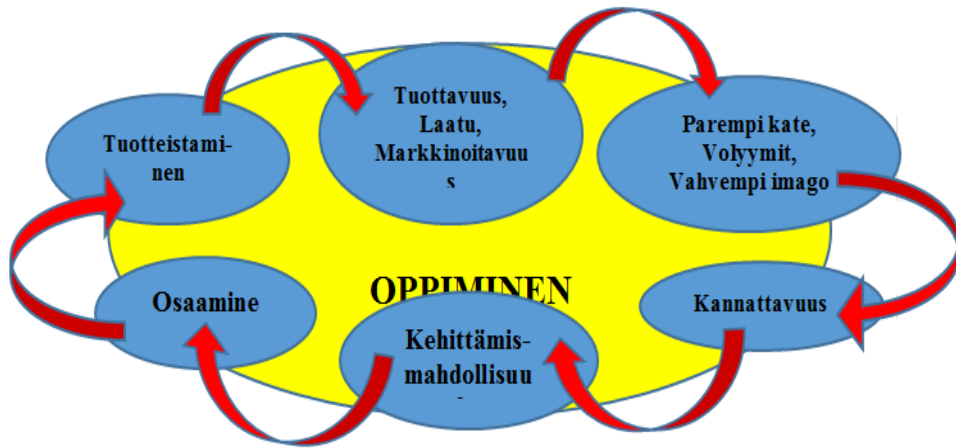 Tuotteistami-
nen
Tuottavuus,
Laatu,
Markkinoitavuu
s
Parempi kate,
Volyymit,
Vahvempi imago
OPPIMINEN
Osaamine
Kehittämis-
mahdollisuu
Kannattavuus